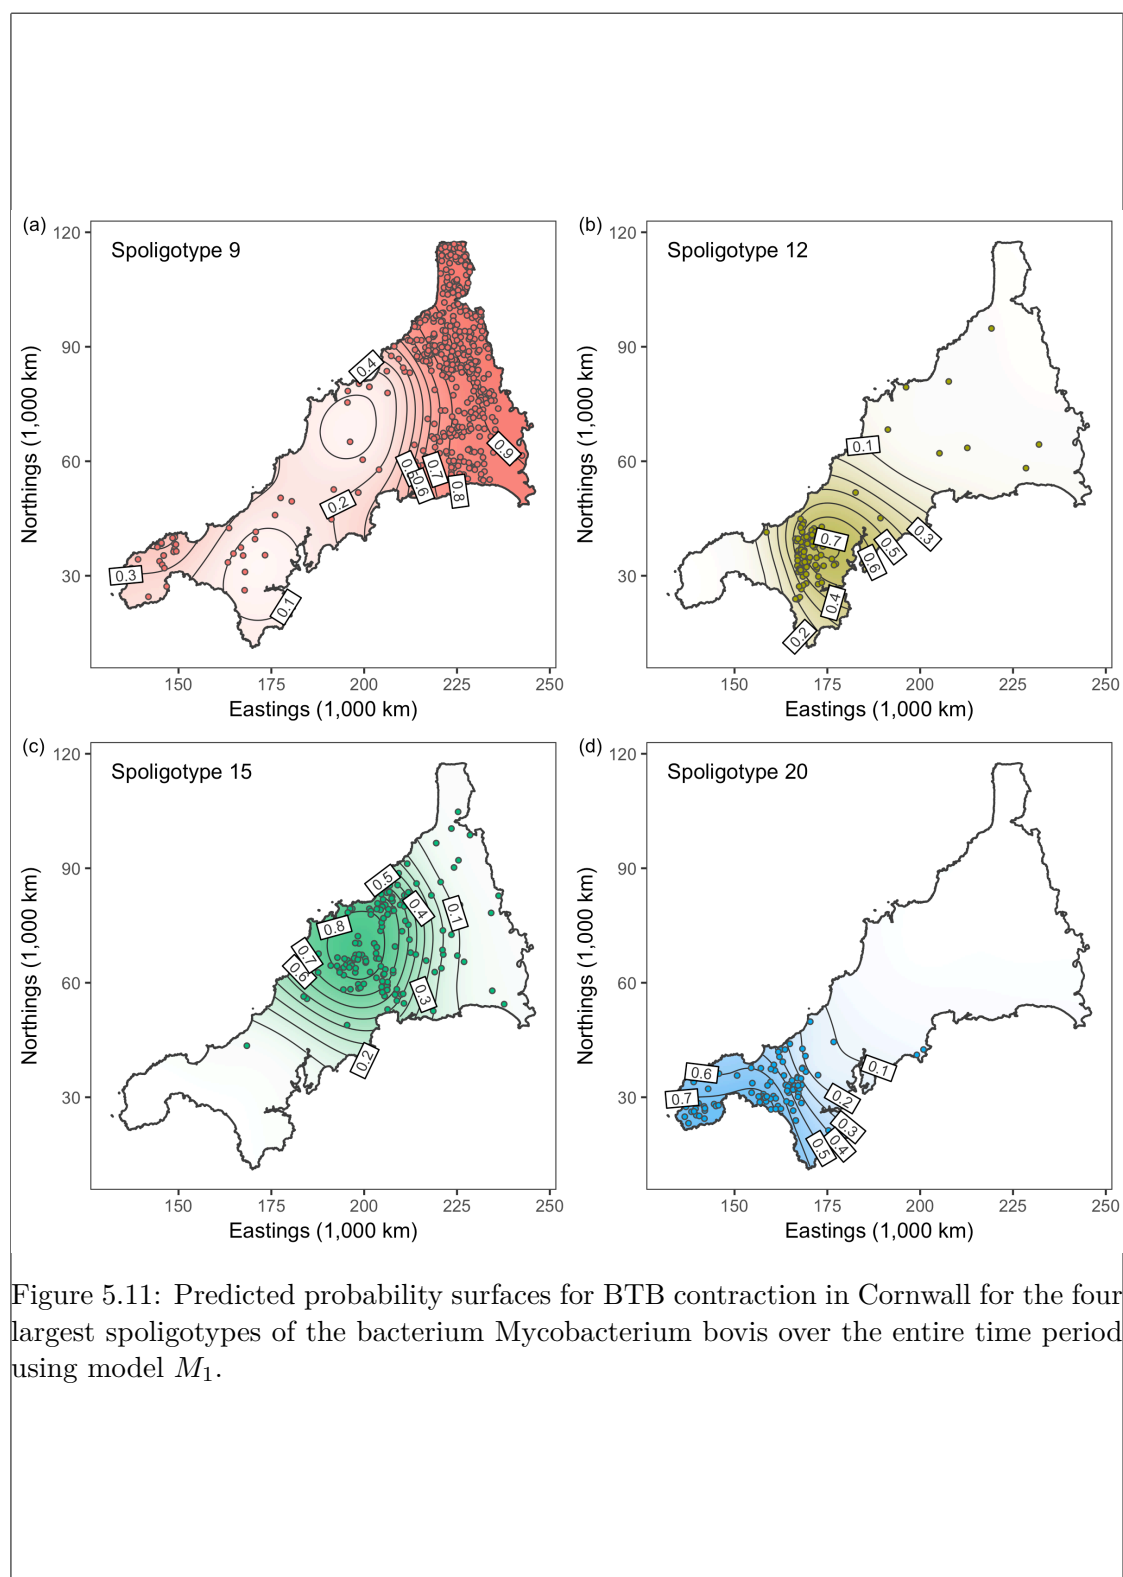 (a)
Spoligotype 9
120
90
60
30
Northings (1,000 km)
0.4
0.9
0.5
0.6
0.7
0.8
0.2
0.3
0.1
150 175 200 225 250
Eastings (1,000 km)
(b)
Spoligotype 12
120
90
60
30
Northings (1,000 km)
0.1
0.7
0.3
0.5
0.6
0.4
0.2
150 175 200 225 250
Eastings (1,000 km)
(c)
Spoligotype 15
120
90
60
30
Northings (1,000 km)
0.5
0.4
0.1
0.8
0.7
0.6
0.3
0.2
150 175 200 225 250
Eastings (1,000 km)
(d)
Spoligotype 20
120
90
60
30
Northings (1,000 km)
0.6
0.7
0.1
0.2
0.3
0.4
0.5
150 175 200 225 250
Eastings (1,000 km)
Figure 5.11: Predicted probability surfaces for BTB contraction in Cornwall for the four
largest spoligotypes of the bacterium Mycobacterium bovis over the entire time period
using model M1.